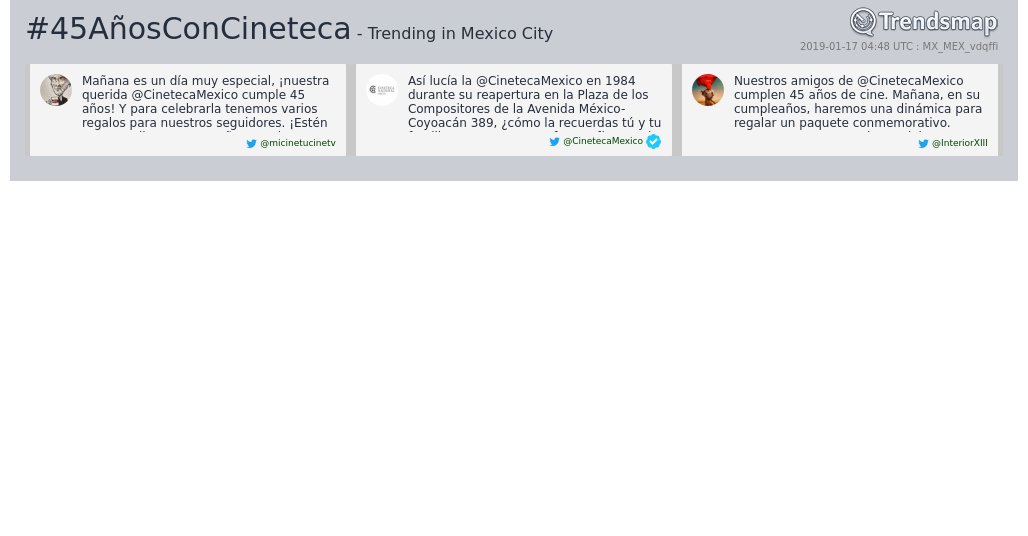 #45AñosConCineteca - Trending in Mexico City
Trendsmap
2019-01-17 04:48 UTC : MX_MEX_vdqffi
Mañana es un día muy especial, ¡nuestra
querida @CinetecaMexico cumple 45
años! Y para celebrarla tenemos varios
regalos para nuestros seguidores. ¡Estén
@micinetucinetv
Así lucía la @CinetecaMexico en 1984
durante su reapertura en la Plaza de los
Compositores de la Avenida México-
Coyoacán 389, ¿cómo la recuerdas tú y tu
@CinetecaMexico
Nuestros amigos de @CinetecaMexico
cumplen 45 años de cine. Mañana, en su
cumpleaños, haremos una dinámica para
regalar un paquete conmemorativo.
@InteriorXIII